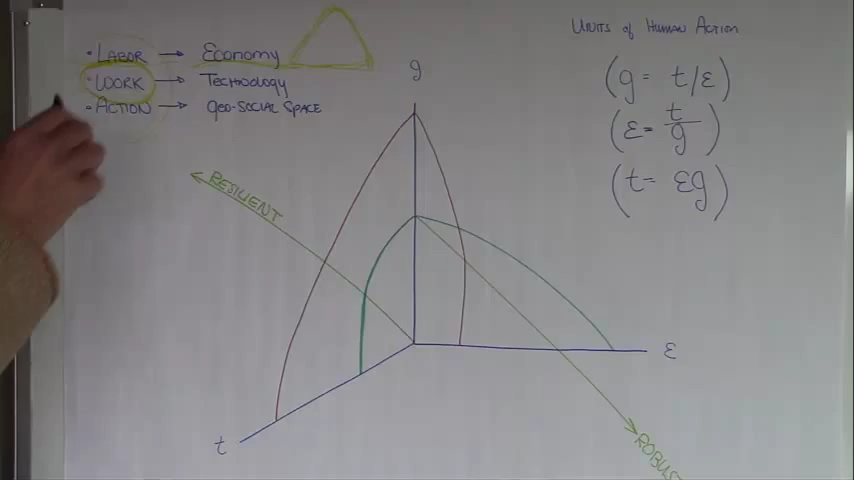 UNITS of HUMAN ACTION
• LABOR → ECONOMY
• WORK → TECHNOLOGY
• ACTION → GEO-SOCIAL SPACE
(g = t/ε)
(ε = t/g)
(t = εg)
g
RESILIENT
ε
t
ROBUST